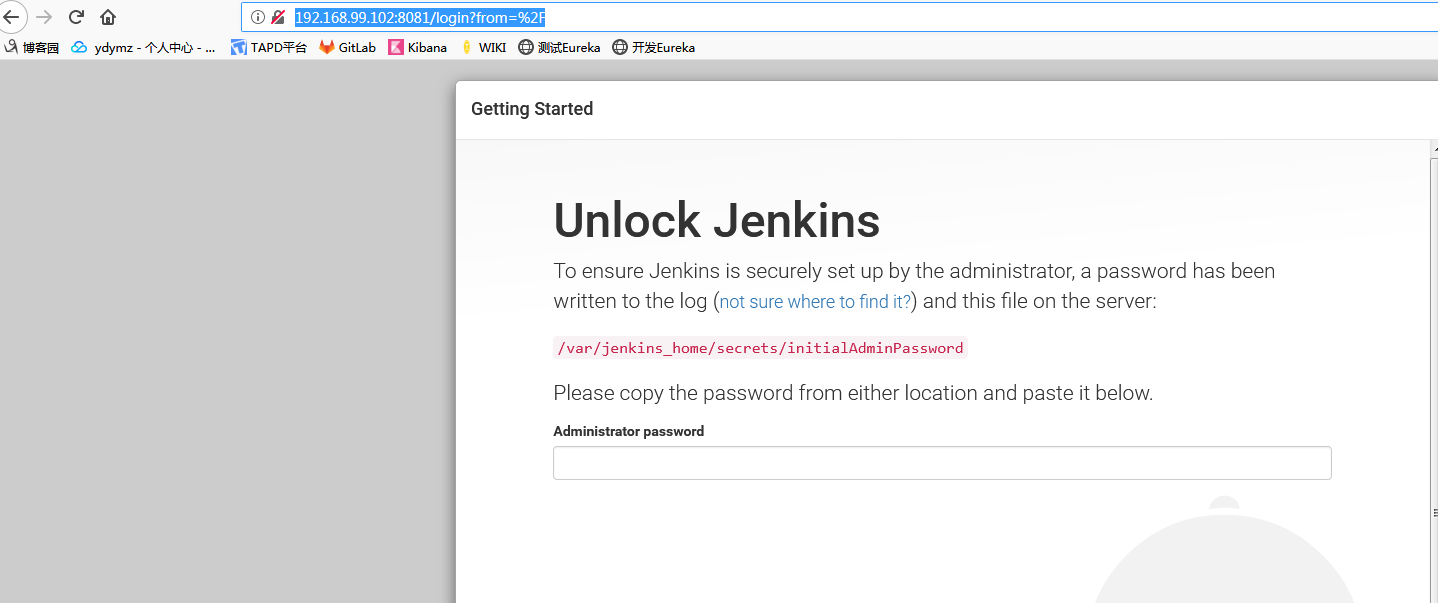 192.168.99.102:8081/login?from=%2F
博客园 ydymz - 个人中心 - ... TAPD平台 GitLab Kibana WIKI 测试Eureka 开发Eureka
Getting Started
Unlock Jenkins
To ensure Jenkins is securely set up by the administrator, a password has been
written to the log (not sure where to find it?) and this file on the server:
/var/jenkins_home/secrets/initialAdminPassword
Please copy the password from either location and paste it below.
Administrator password